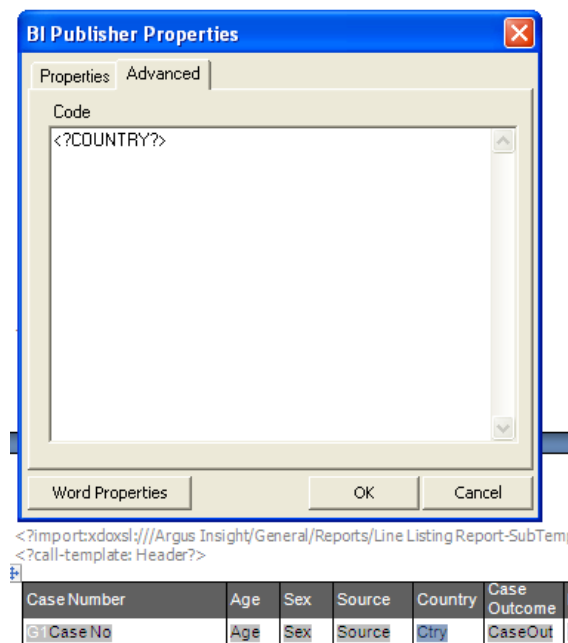 BI Publisher Properties
Properties Advanced
Code
<?COUNTRY?>
Word Properties OK Cancel
<?import:xdoxsl:///Argus Insight/General/Reports/Line Listing Report-SubTemp
<?call-template: Header?>
Case Number Age Sex Source Country Case Outcome
G1Case No Age Sex Source Ctry CaseOut